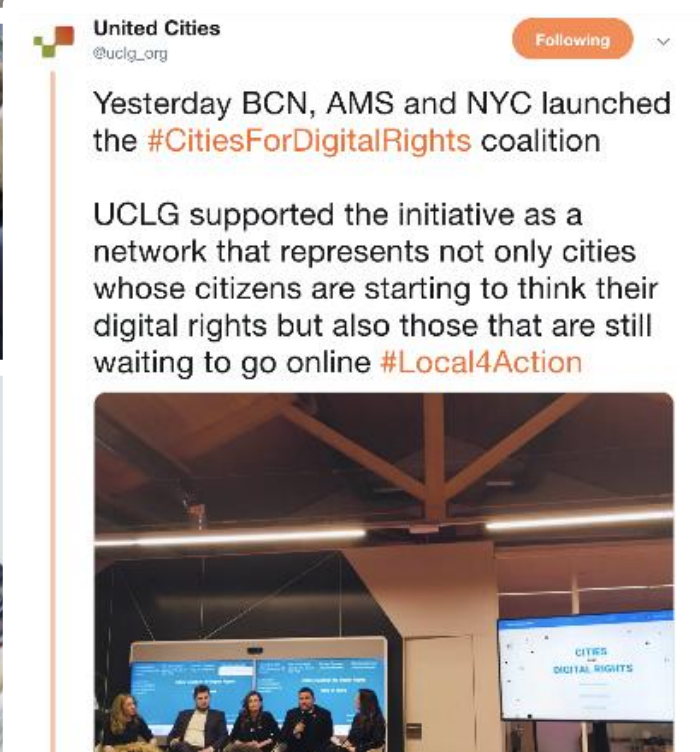 United Cities
@uclg_org
Following
Yesterday BCN, AMS and NYC launched
the #CitiesForDigitalRights coalition
UCLG supported the initiative as a
network that represents not only cities
whose citizens are starting to think their
digital rights but also those that are still
waiting to go online #Local4Action
CITIES
DIGITAL RIGHTS